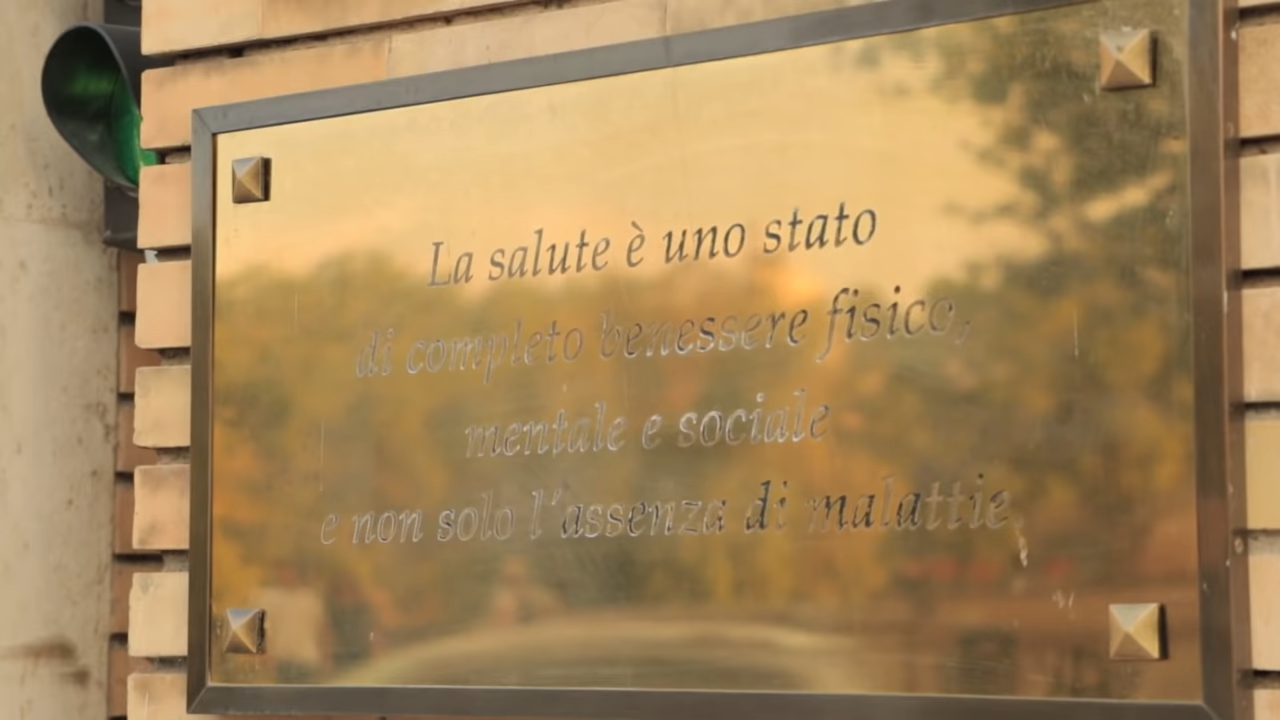 La salute è uno stato
di completo benessere fisico,
mentale e sociale
e non solo l'assenza di malattie.